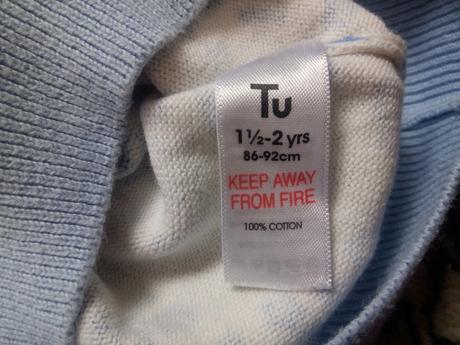 Tu
1½-2 yrs
86-92cm
KEEP AWAY
FROM FIRE
100% COTTON